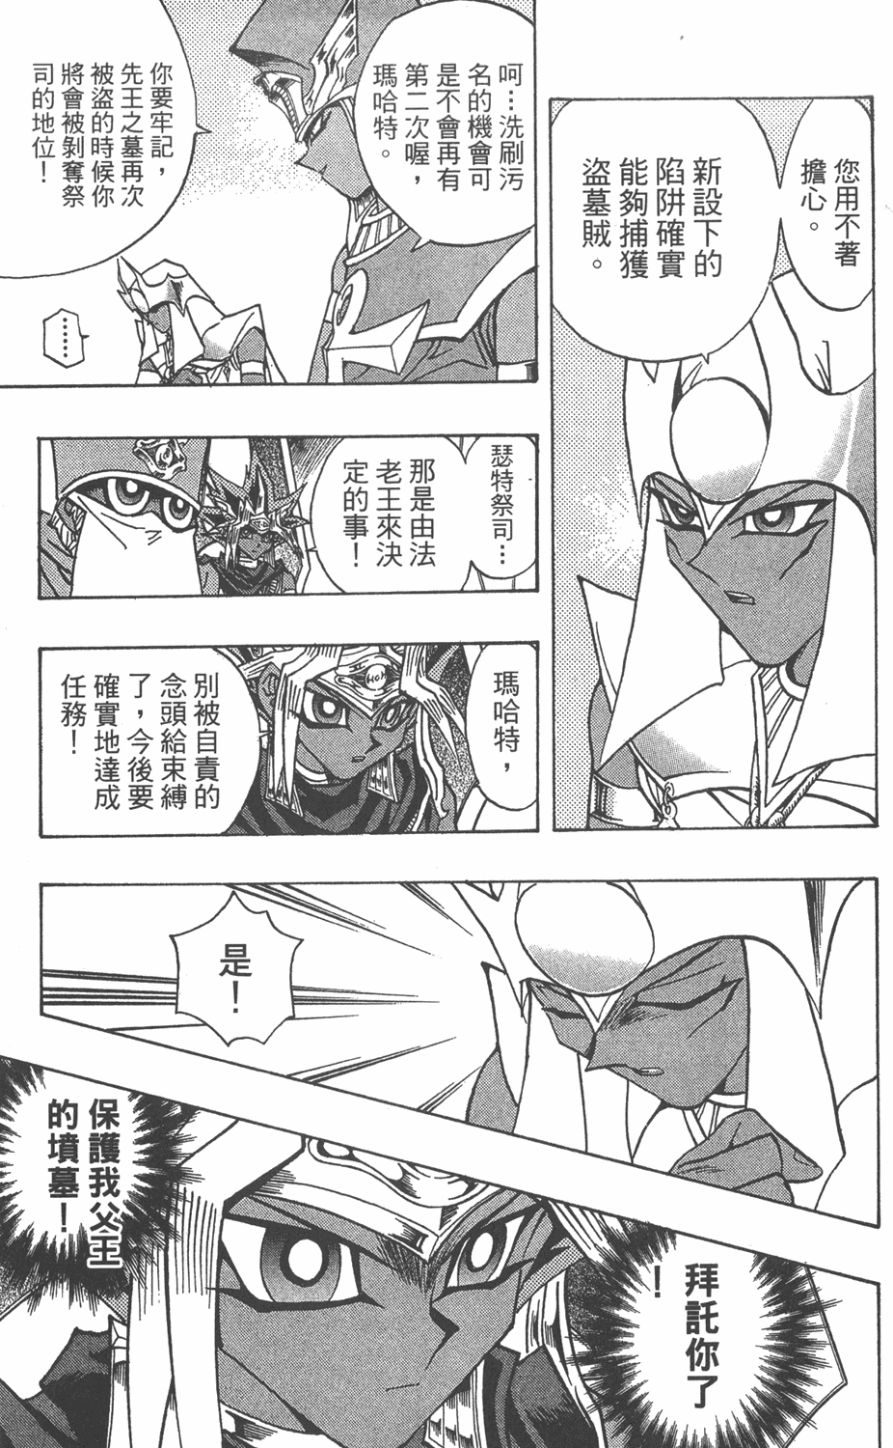 您用不著
擔心。
新設下的
陷阱確實
能夠捕獲
盜墓賊。
呵…洗刷污
名的機會可
是不會再有
第二次喔，
瑪哈特。
你要牢記，
先王之墓再次
被盜的時候你
將會被剝奪祭
司的地位！
……
瑟特祭司…
那是由法
老王來決
定的事！
瑪哈特，
別被自責的
念頭給束縛
了，今後要
確實地達成
任務！
是！
拜託你了
！
保護我父王
的墳墓！